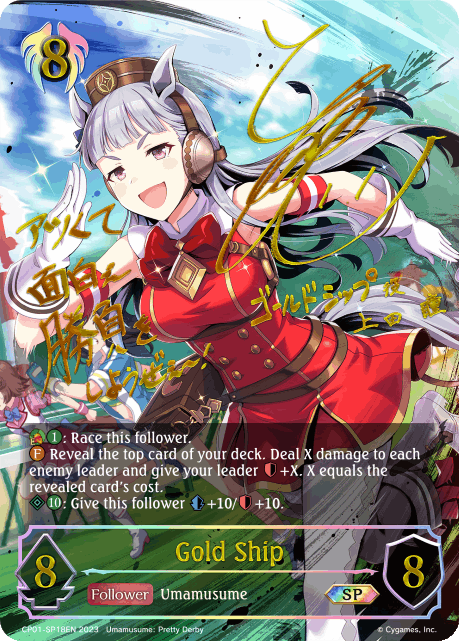 8
アツくて
面白く
勝負を
しようぜぇ〜!
ゴールドシップ役
上田 瞳
1: Race this follower.
F Reveal the top card of your deck. Deal X damage to each
enemy leader and give your leader +X. X equals the
revealed card's cost.
10: Give this follower +10/ +10.
Gold Ship
8
8
Follower Umamusume
SP
CP01-SP18EN 2023 Umamusume: Pretty Derby
© Cygames, Inc.